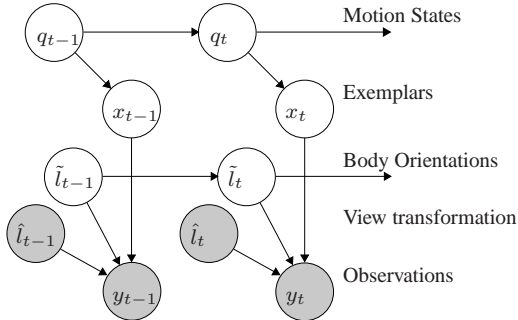 Motion States
q_{t-1} q_t
Exemplars
x_{t-1} x_t
Body Orientations
\tilde{l}_{t-1} \tilde{l}_t
View transformation
\hat{l}_{t-1} \hat{l}_t
Observations
y_{t-1} y_t